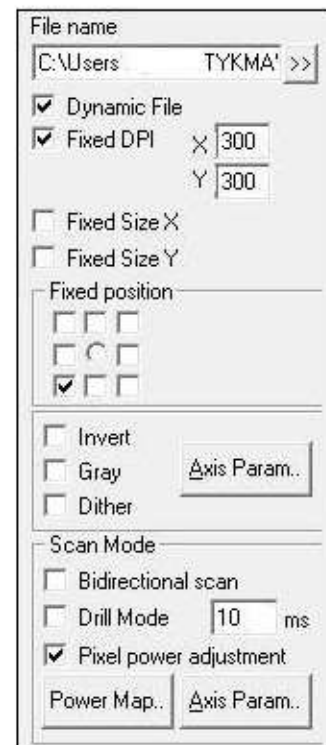 File name
C:\Users TYKMA' >>
Dynamic File
Fixed DPI X 300
Y 300
Fixed Size X
Fixed Size Y
Fixed position
Invert
Gray Axis Param..
Dither
Scan Mode
Bidirectional scan
Drill Mode 10 ms
Pixel power adjustment
Power Map.. Axis Param..